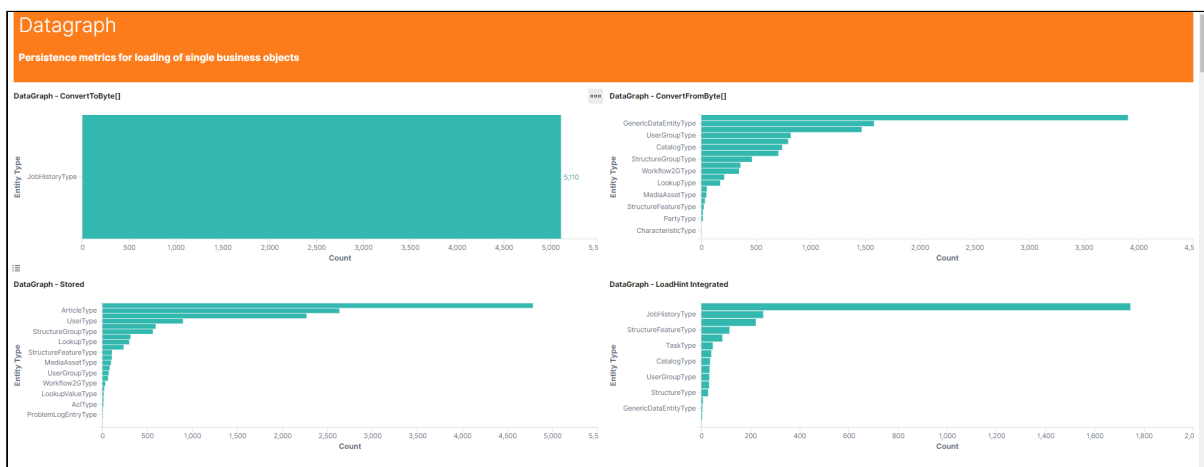 Datagraph
Persistence metrics for loading of single business objects
DataGraph - ConvertToByte[]
Entity Type
JobHistoryType
5,110
0 500 1,000 1,500 2,000 2,500 3,000 3,500 4,000 4,500 5,000 5,5
Count
DataGraph - ConvertFromByte[]
Entity Type
GenericDataEntityType
UserGroupType
CatalogType
StructureGroupType
Workflow2GType
LookupType
MediaAssetType
StructureFeatureType
PartyType
CharacteristicType
0 500 1,000 1,500 2,000 2,500 3,000 3,500 4,000 4,5
Count
DataGraph - Stored
Entity Type
ArticleType
UserType
StructureGroupType
LookupType
StructureFeatureType
MediaAssetType
UserGroupType
Workflow2GType
LookupValueType
AclType
ProblemLogEntryType
0 500 1,000 1,500 2,000 2,500 3,000 3,500 4,000 4,500 5,000 5,5
Count
DataGraph - LoadHint Integrated
Entity Type
JobHistoryType
StructureFeatureType
TaskType
CatalogType
UserGroupType
StructureType
GenericDataEntityType
0 200 400 600 800 1,000 1,200 1,400 1,600 1,800 2,0
Count